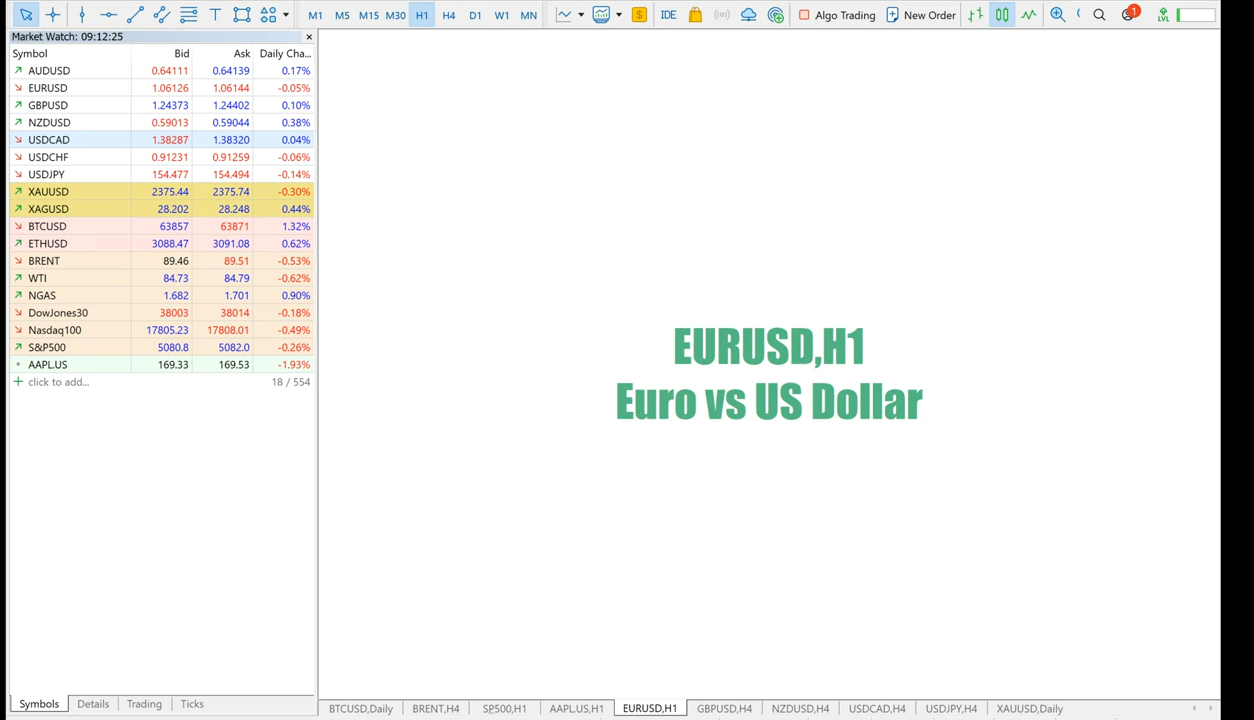 M1 M5 M15 M30 H1 H4 D1 W1 MN $ IDE Algo Trading New Order 1 LVL
Market Watch: 09:12:25
Symbol Bid Ask Daily Cha...
AUDUSD 0.64111 0.64139 0.17%
EURUSD 1.06126 1.06144 -0.05%
GBPUSD 1.24373 1.24402 0.10%
NZDUSD 0.59013 0.59044 0.38%
USDCAD 1.38287 1.38320 0.04%
USDCHF 0.91231 0.91259 -0.06%
USDJPY 154.477 154.494 -0.14%
XAUUSD 2375.44 2375.74 -0.30%
XAGUSD 28.202 28.248 0.44%
BTCUSD 63857 63871 1.32%
ETHUSD 3088.47 3091.08 0.62%
BRENT 89.46 89.51 -0.53%
WTI 84.73 84.79 -0.62%
NGAS 1.682 1.701 0.90%
DowJones30 38003 38014 -0.18%
Nasdaq100 17805.23 17808.01 -0.49%
S&P500 5080.8 5082.0 -0.26%
AAPL.US 169.33 169.53 -1.93%
click to add... 18 / 554
EURUSD,H1
Euro vs US Dollar
Symbols Details Trading Ticks
BTCUSD,Daily BRENT,H4 SP500,H1 AAPL.US,H1 EURUSD,H1 GBPUSD,H4 NZDUSD,H4 USDCAD,H4 USDJPY,H4 XAUUSD,Daily